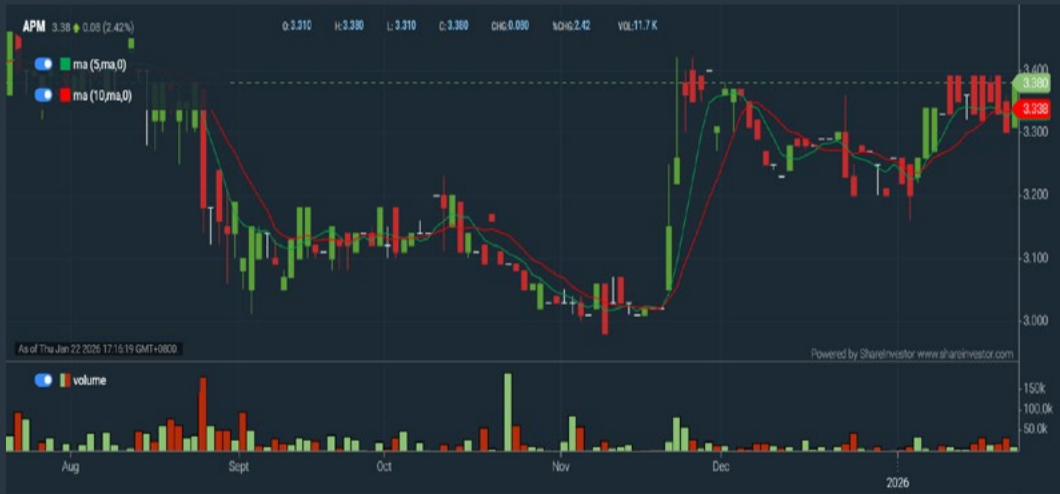 APM 3.38 0.08 (2.42%) O:3.310 H:3.380 L:3.310 C:3.380 CHG:0.080 %CHG:2.42 VOL:11.7 K
ma (5,ma,0)
ma (10,ma,0)
3.400
3.380
3.338
3.300
3.200
3.100
3.000
As of Thu Jan 22 2026 17:16:19 GMT+0800
Powered by ShareInvestor www.shareinvestor.com
volume
150k
100.0k
50.0k
Aug Sept Oct Nov Dec
2026